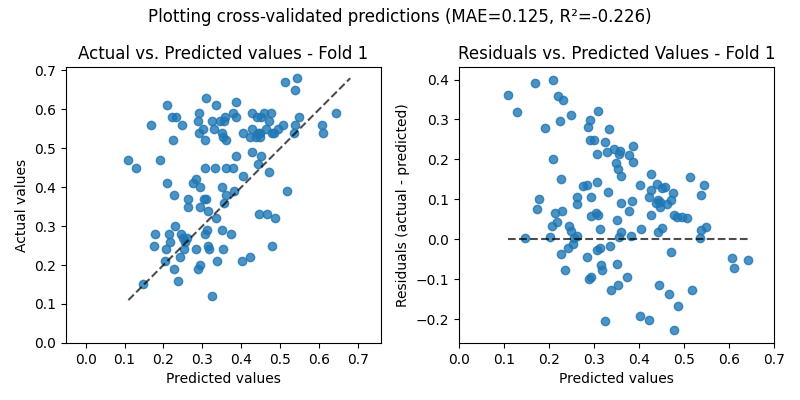 Plotting cross-validated predictions (MAE=0.125, R²=-0.226)
Actual vs. Predicted values - Fold 1
0.7
0.6
0.5
0.4
0.3
0.2
0.1
0.0
Actual values
0.0 0.1 0.2 0.3 0.4 0.5 0.6 0.7
Predicted values
Residuals vs. Predicted Values - Fold 1
0.4
0.3
0.2
0.1
0.0
−0.1
−0.2
Residuals (actual - predicted)
0.0 0.1 0.2 0.3 0.4 0.5 0.6 0.7
Predicted values